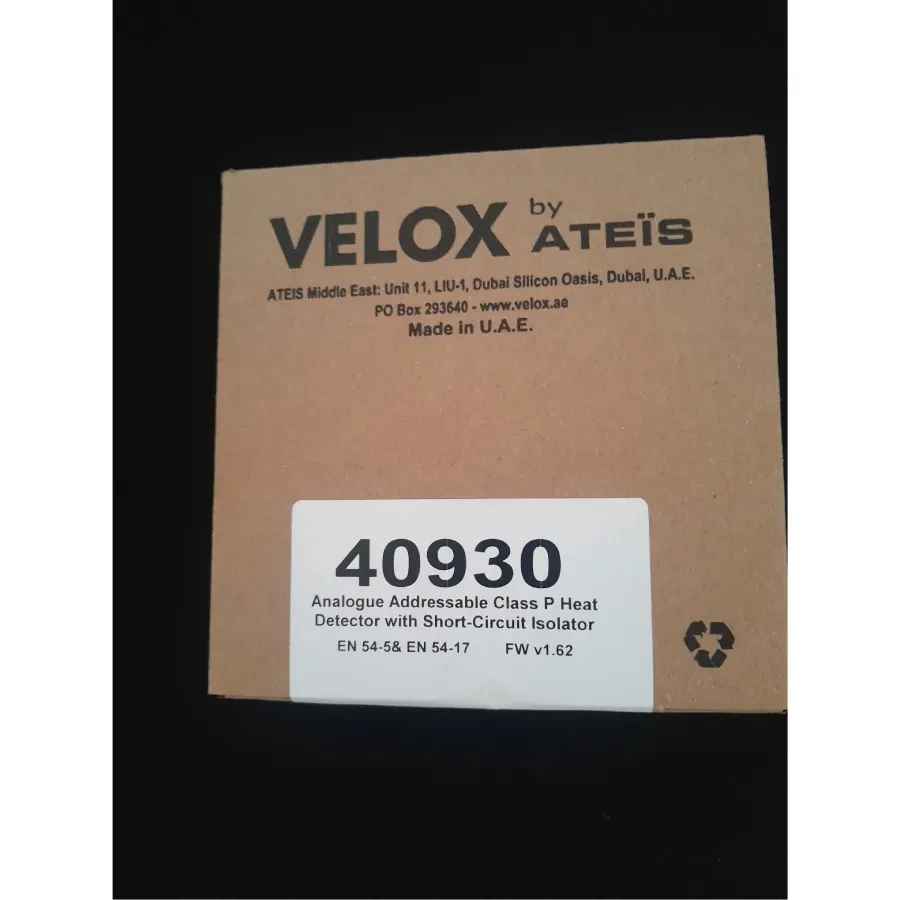 VELOX by ATEÏS
ATEIS Middle East: Unit 11, LIU-1, Dubai Silicon Oasis, Dubai, U.A.E.
PO Box 293640 - www.velox.ae
Made in U.A.E.
40930
Analogue Addressable Class P Heat
Detector with Short-Circuit Isolator
EN 54-5& EN 54-17 FW v1.62